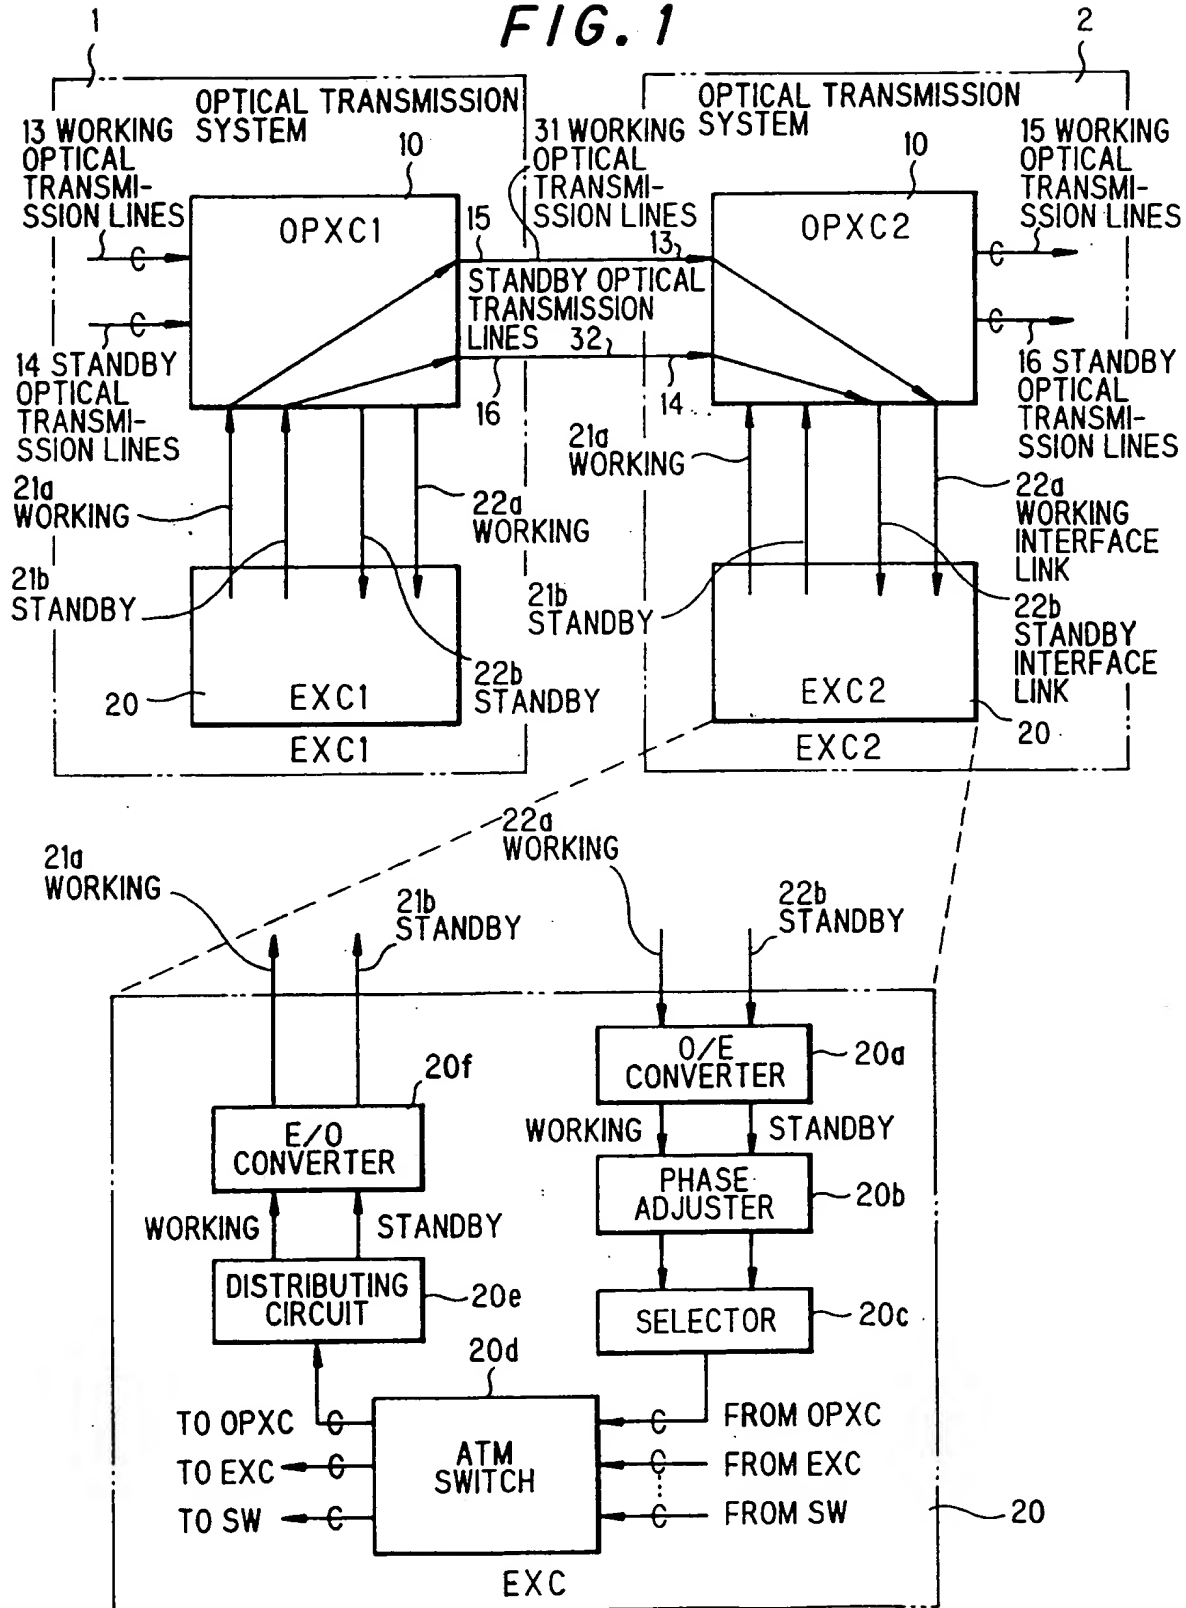 FIG. 1
1
2
OPTICAL TRANSMISSION
SYSTEM
OPTICAL TRANSMISSION
SYSTEM
13 WORKING
OPTICAL
TRANSMI-
SSION LINES
10
31 WORKING
OPTICAL
TRANSMI-
SSION LINES
10
15 WORKING
OPTICAL
TRANSMI-
SSION LINES
OPXC1
15
13
OPXC2
STANDBY OPTICAL
TRANSMISSION
LINES
32
14 STANDBY
OPTICAL
TRANSMI-
SSION LINES
16
14
16 STANDBY
OPTICAL
TRANSMI-
SSION LINES
21a
WORKING
22a
WORKING
21a
WORKING
22a
WORKING
INTERFACE
LINK
21b
STANDBY
22b
STANDBY
21b
STANDBY
22b
STANDBY
INTERFACE
LINK
20
EXC1
EXC1
EXC2
20
EXC2
21a
WORKING
21b
STANDBY
22a
WORKING
22b
STANDBY
O/E
CONVERTER
20a
20f
E/O
CONVERTER
WORKING
STANDBY
PHASE
ADJUSTER
20b
WORKING
STANDBY
DISTRIBUTING
CIRCUIT
20e
SELECTOR
20c
20d
TO OPXC
TO EXC
TO SW
ATM
SWITCH
FROM OPXC
FROM EXC
FROM SW
20
EXC